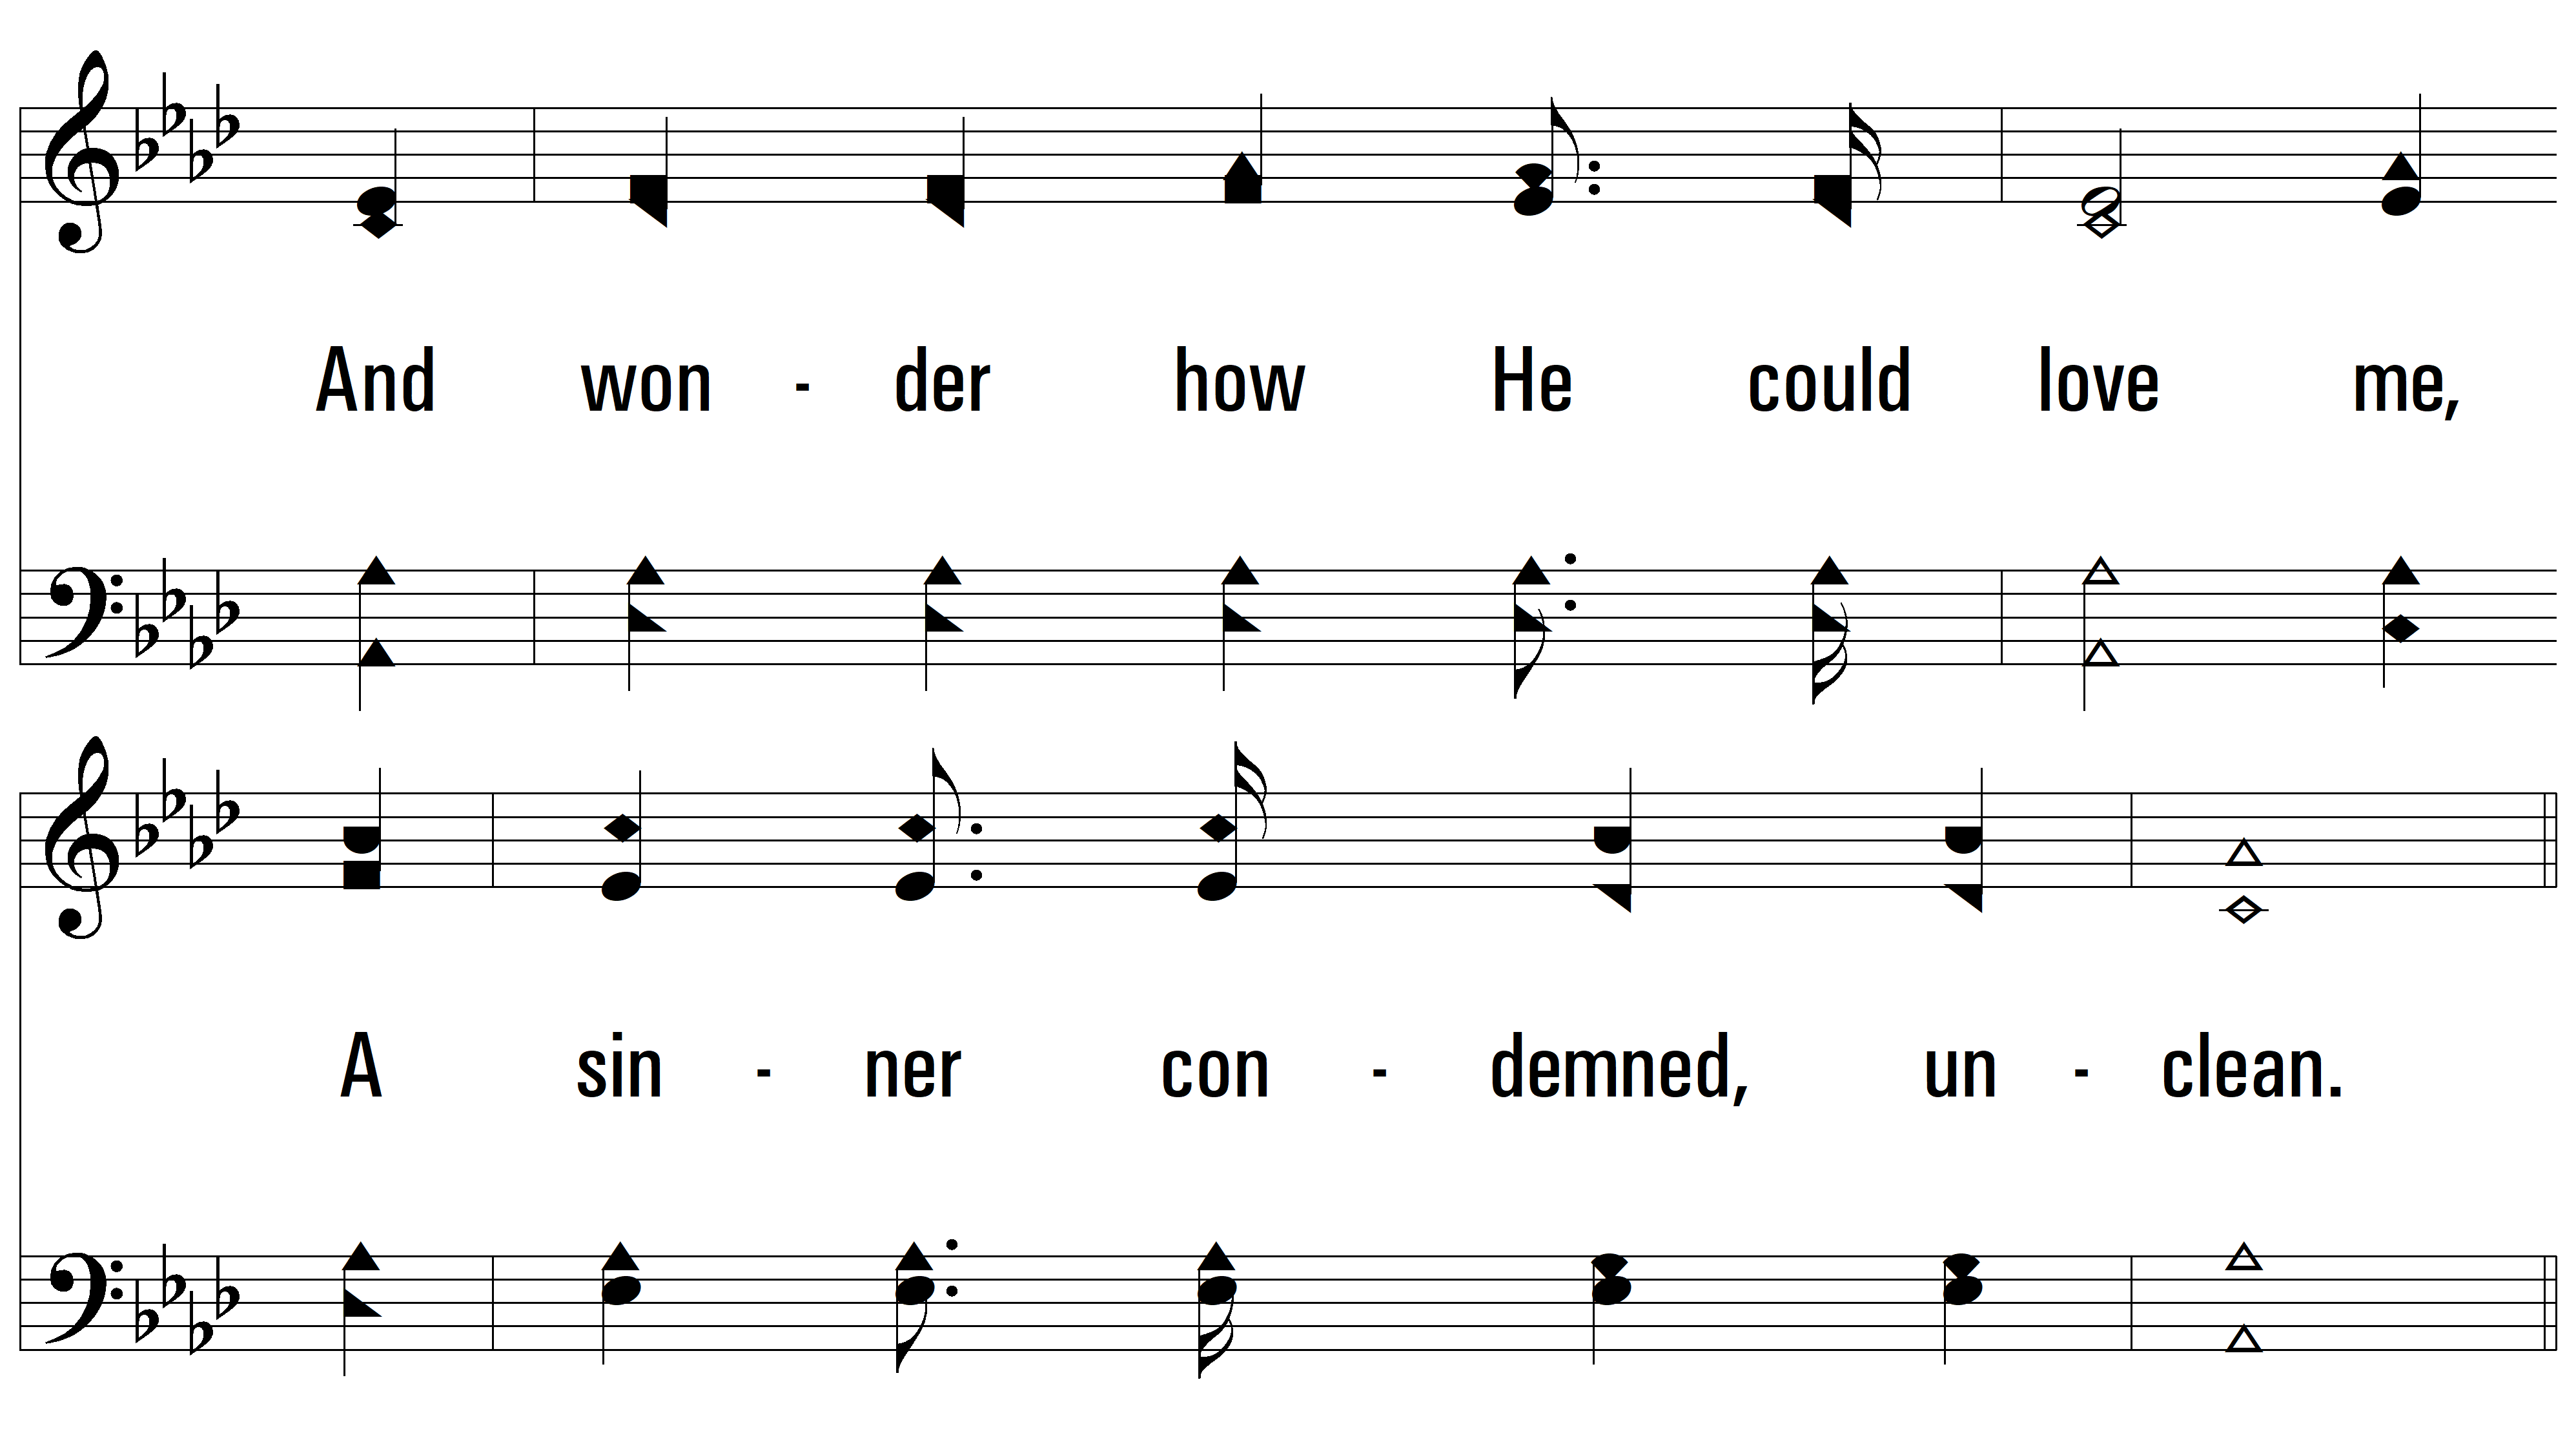 And won - der how He could love me,
A sin - ner con - demned, un - clean.